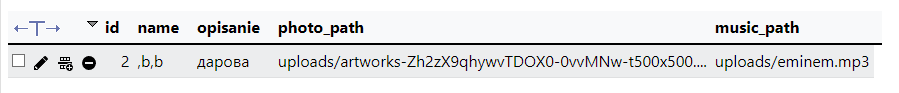 id name opisanie photo_path music_path
2 ,b,b дарова uploads/artworks-Zh2zX9qhywvTDOX0-0vvMNw-t500x500.... uploads/eminem.mp3